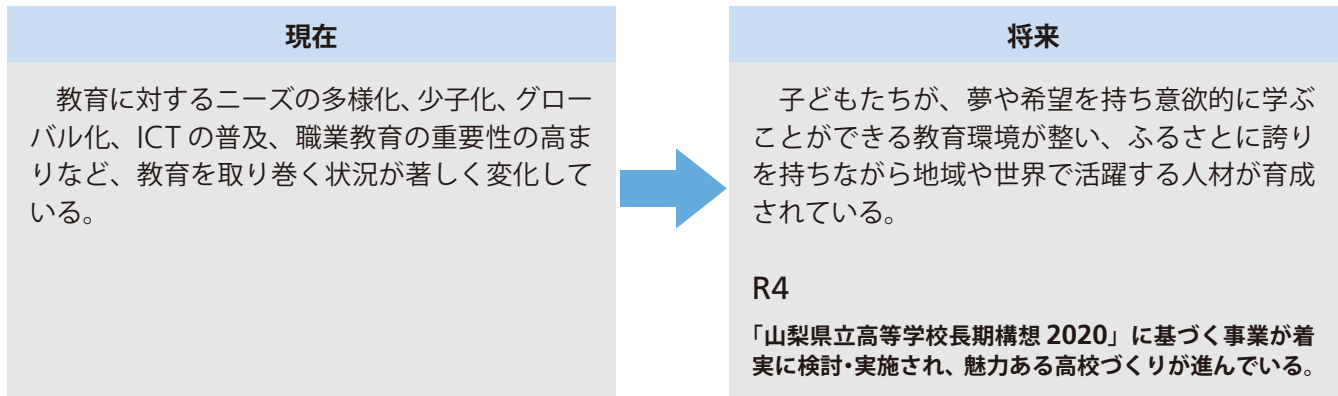 現在
教育に対するニーズの多様化、少子化、グロー
バル化、ICT の普及、職業教育の重要性の高ま
りなど、教育を取り巻く状況が著しく変化して
いる。
将来
子どもたちが、夢や希望を持ち意欲的に学ぶ
ことができる教育環境が整い、ふるさとに誇り
を持ちながら地域や世界で活躍する人材が育成
されている。
R4
「山梨県立高等学校長期構想 2020」に基づく事業が着
実に検討・実施され、魅力ある高校づくりが進んでいる。